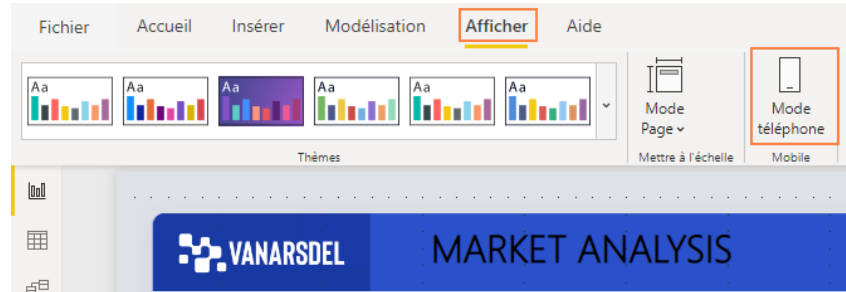 Fichier Accueil Insérer Modélisation Afficher Aide
Aa Aa Aa Aa Aa Aa
Mode
Page
Mode
téléphone
Thèmes Mettre à l'échelle Mobile
VANARSDEL MARKET ANALYSIS